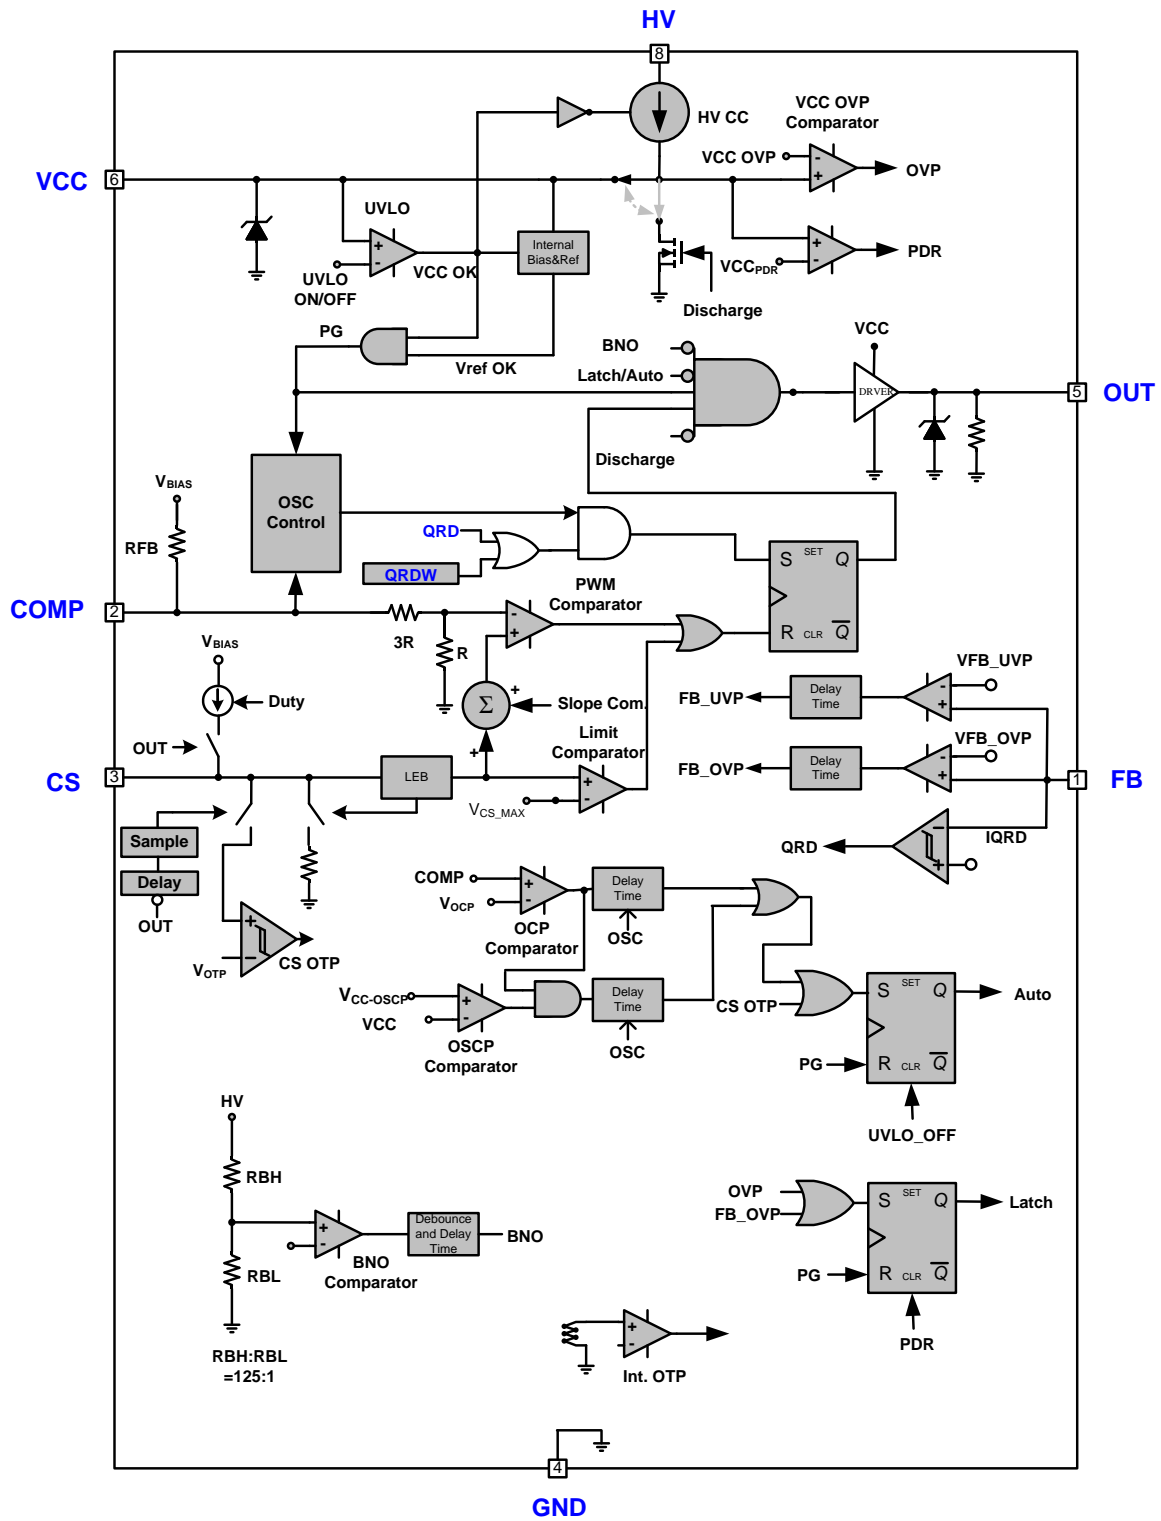 HV
8
HV CC
VCC OVP
Comparator
VCC OVP
-
+
OVP
VCC
6
UVLO
+
-
UVLO
ON/OFF
VCC OK
Internal
Bias&Ref
+
-
VCCPDR
PDR
Discharge
PG
Vref OK
BNO
Latch/Auto
Discharge
VCC
DRVER
5
OUT
VBIAS
RFB
OSC
Control
QRD
QRDW
S
SET
Q
R
CLR
Q
COMP
2
3R
R
-
+
PWM
Comparator
VBIAS
Duty
OUT
Σ
+
+
Slope Com.
Limit
Comparator
FB_UVP
Delay
Time
VFB_UVP
-
+
FB_OVP
Delay
Time
VFB_OVP
-
+
CS
3
LEB
+
-
VCS_MAX
1
FB
QRD
IQRD
-
+
Sample
Delay
OUT
+
-
VOTP
CS OTP
COMP
VOCP
+
-
OCP
Comparator
Delay
Time
OSC
VCC-OSCP
VCC
+
-
OSCP
Comparator
Delay
Time
OSC
CS OTP
S
SET
Q
Auto
PG
R
CLR
Q
UVLO_OFF
HV
RBH
RBL
+
-
BNO
Comparator
Debounce
and Delay
Time
BNO
RBH:RBL
=125:1
OVP
FB_OVP
S
SET
Q
Latch
PG
R
CLR
Q
PDR
+
-
Int. OTP
4
GND